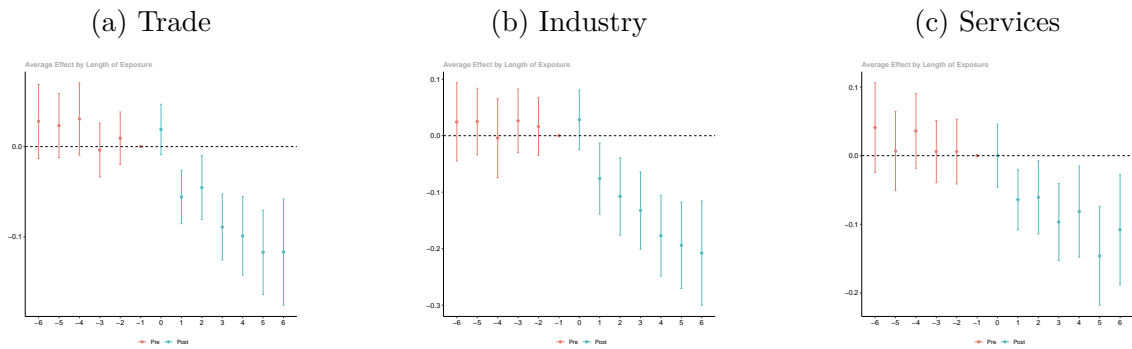 (a) Trade
Average Effect by Length of Exposure
0.0
−0.1
−6 −5 −4 −3 −2 −1 0 1 2 3 4 5 6
Pre Post
(b) Industry
Average Effect by Length of Exposure
0.1
0.0
−0.1
−0.2
−0.3
−6 −5 −4 −3 −2 −1 0 1 2 3 4 5 6
Pre Post
(c) Services
Average Effect by Length of Exposure
0.1
0.0
−0.1
−0.2
−6 −5 −4 −3 −2 −1 0 1 2 3 4 5 6
Pre Post